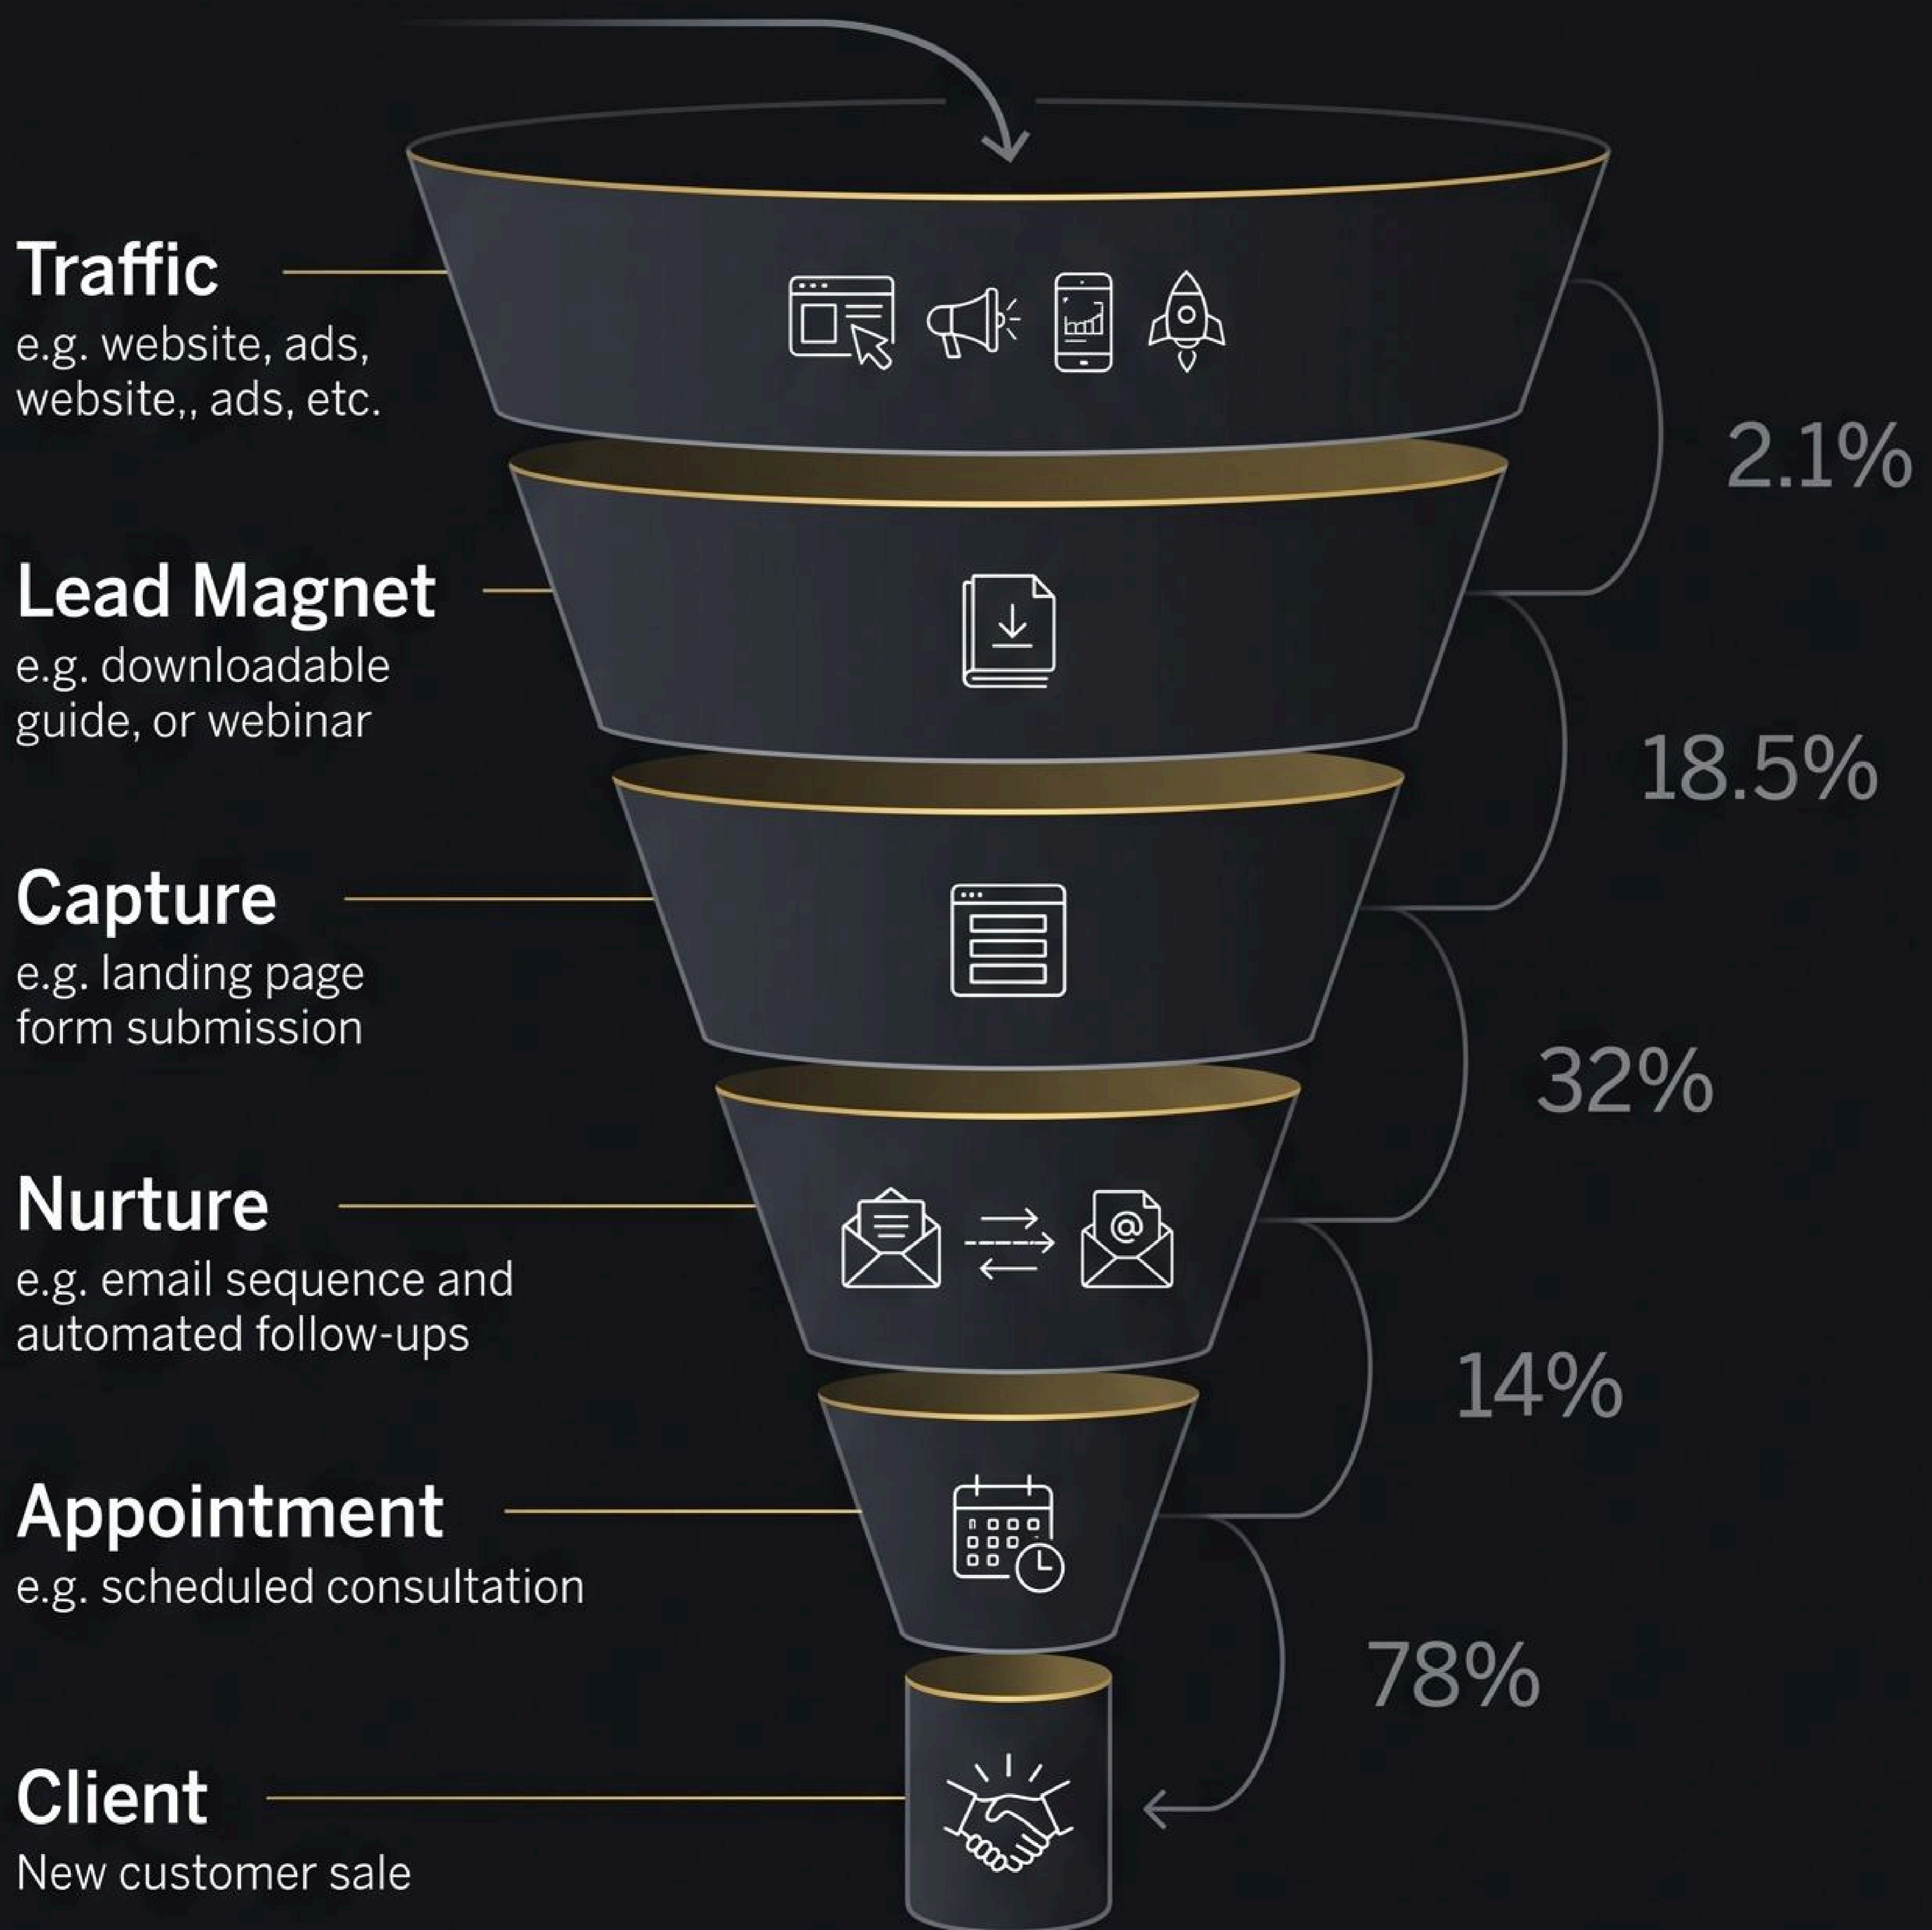 Traffic
e.g. website, ads,
website,, ads, etc.
2.1%
Lead Magnet
e.g. downloadable
guide, or webinar
18.5%
Capture
e.g. landing page
form submission
32%
Nurture
e.g. email sequence and
automated follow-ups
@
14%
Appointment
e.g. scheduled consultation
78%
Client
New customer sale